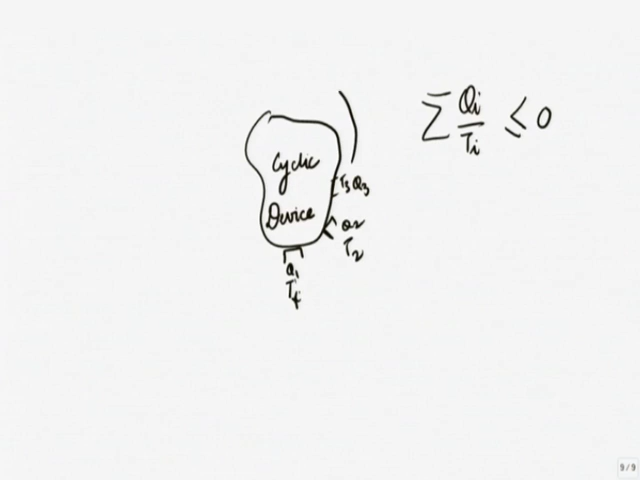 Σ Qi/Ti ≤ 0
Cyclic
Device
T3 Q3
Q2
T2
Q1
T1
9/9